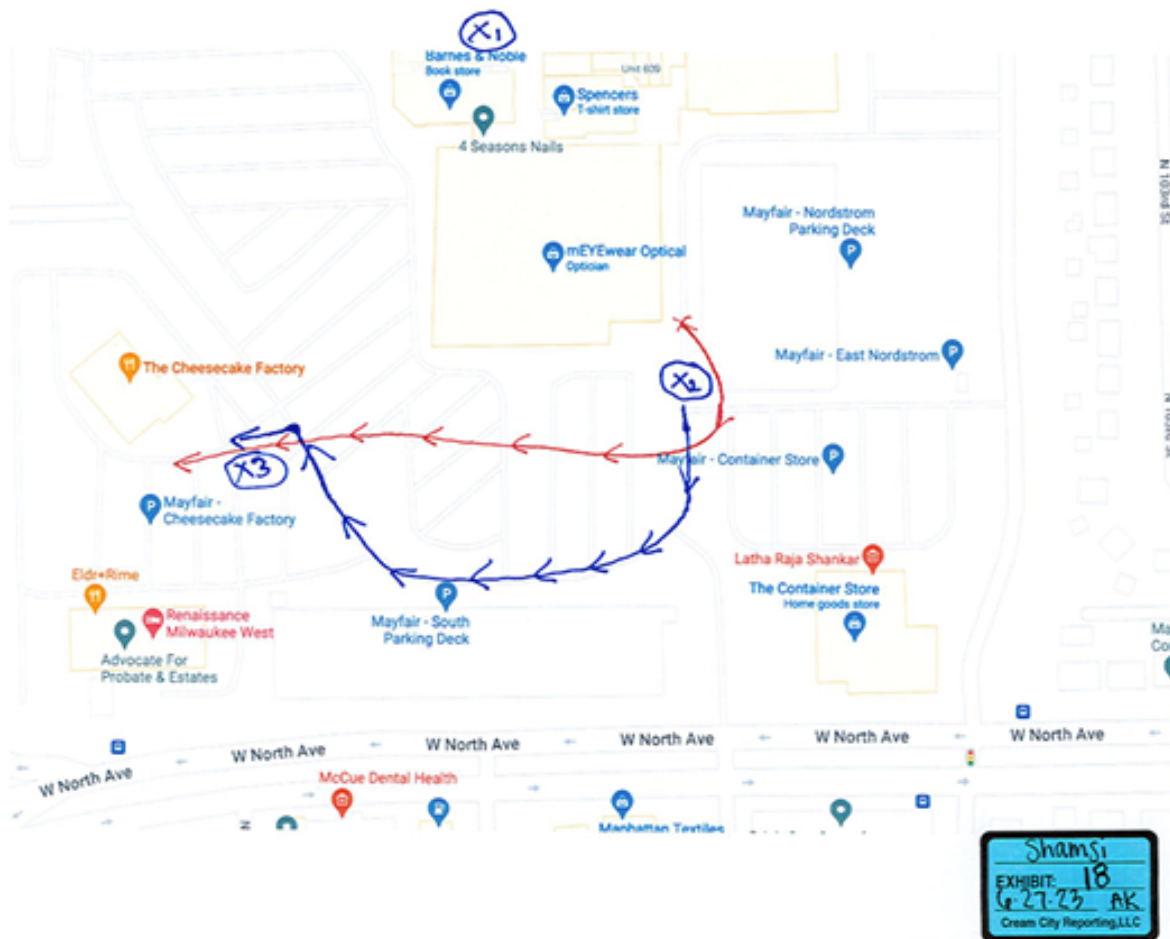 X1
Barnes & Noble
Book store
Unit 609
Spencers
T-shirt store
4 Seasons Nails
N 103rd St
Mayfair - Nordstrom
Parking Deck
mEYEwear Optical
Optician
Mayfair - East Nordstrom
The Cheesecake Factory
X2
X3
Mayfair - Container Store
Mayfair -
Cheesecake Factory
Latha Raja Shankar
The Container Store
Home goods store
Eldr+Rime
Renaissance
Milwaukee West
Mayfair - South
Parking Deck
Advocate For
Probate & Estates
Ma
Co
W North Ave
W North Ave
W North Ave
W North Ave
W North Ave
W North Ave
McCue Dental Health
Manhattan Textiles
N
Shamsi
EXHIBIT: 18
6-27-23 AK
Cream City Reporting, LLC